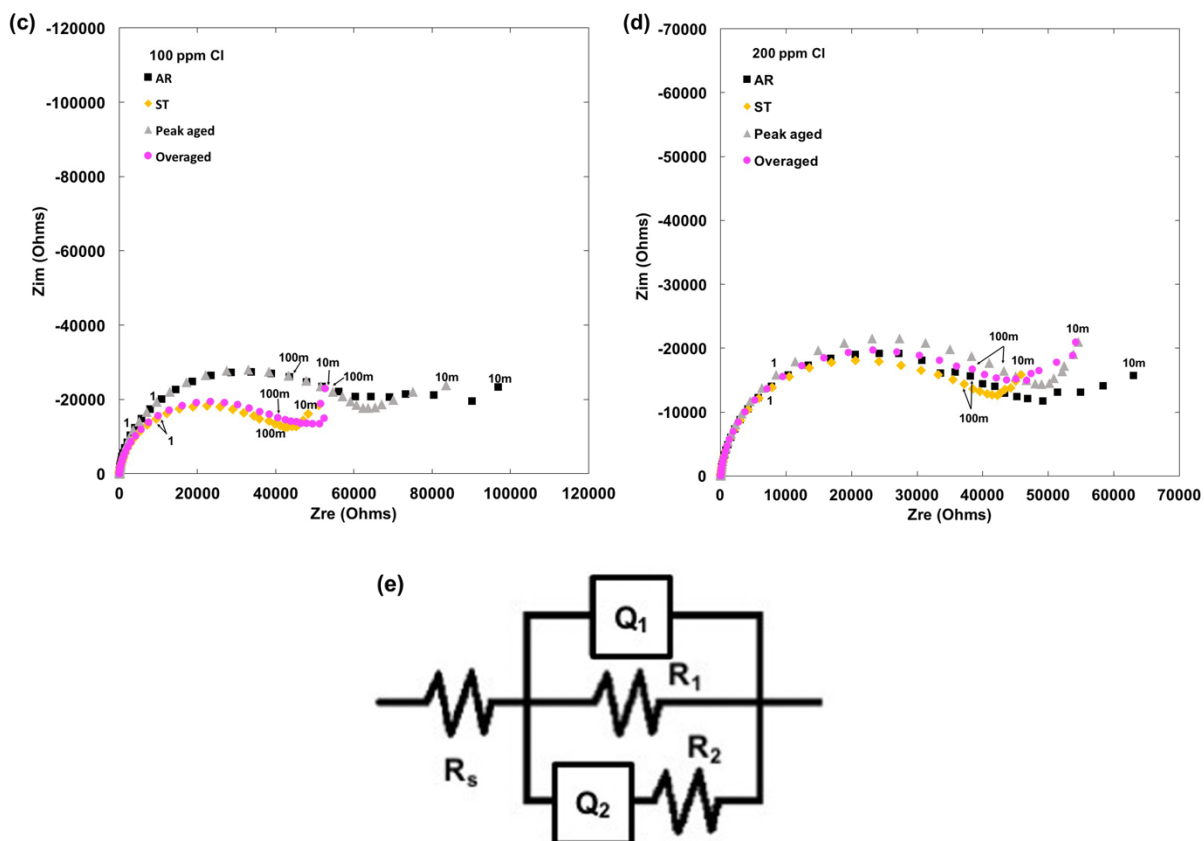 (c)
-120000
-100000
-80000
-60000
-40000
-20000
0
Zim (Ohms)
100 ppm Cl
AR
ST
Peak aged
Overaged
1
1
1
100m
10m
100m
100m
100m
10m
10m
10m
0
20000
40000
60000
80000
100000
120000
Zre (Ohms)
(d)
-70000
-60000
-50000
-40000
-30000
-20000
-10000
0
Zim (Ohms)
200 ppm Cl
AR
ST
Peak aged
Overaged
1
1
100m
10m
10m
10m
100m
0
10000
20000
30000
40000
50000
60000
70000
Zre (Ohms)
(e)
Q1
R1
Rs
R2
Q2